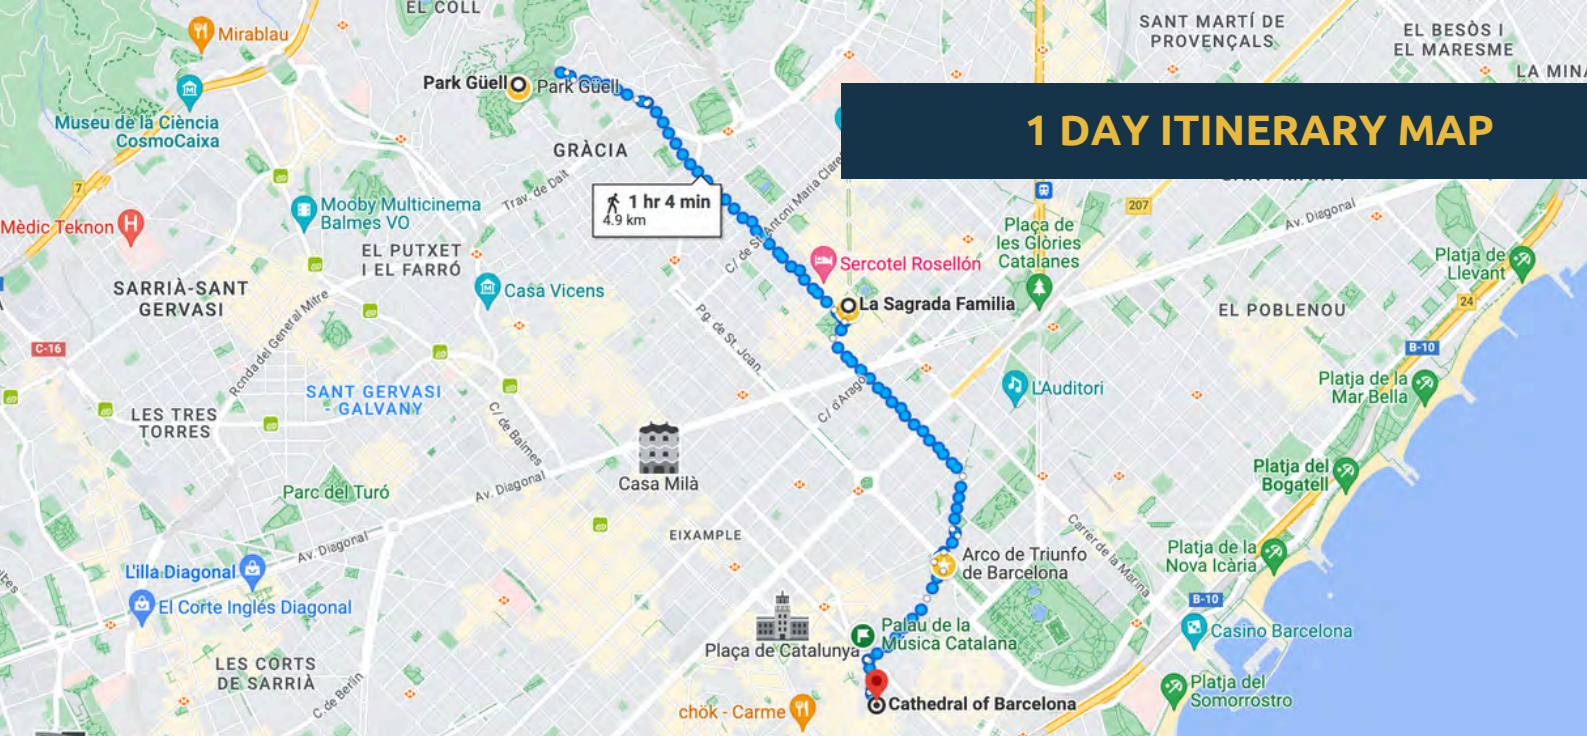 EL COLL
SANT MARTÍ DE
PROVENÇALS
EL BESÒS I
EL MARESME
LA MINA
Mirablau
Park Güell
Park Güell
Museu de la Ciència
CosmoCaixa
1 DAY ITINERARY MAP
GRÀCIA
7
Trav. de Dalt
C/ de St. Antoni Maria Claret
1 hr 4 min
4.9 km
207
Av. Diagonal
Mooby Multicinema
Balmes VO
Mèdic Teknon
H
EL PUTXET
I EL FARRÓ
Plaça de
les Glòries
Catalanes
Platja de
Llevant
Sercotel Rosellón
SARRIÀ-SANT
GERVASI
Casa Vicens
La Sagrada Familia
EL POBLENOU
24
Ronda del General Mitre
Pg. de St. Joan
C-16
B-10
SANT GERVASI
- GALVANY
L'Auditori
Platja de la
Mar Bella
LES TRES
TORRES
C/ de Balmes
C/ d'Aragó
Casa Milà
Platja del
Bogatell
Parc del Turó
Av. Diagonal
EIXAMPLE
Av. Diagonal
Carrer de la Marina
Arco de Triunfo
de Barcelona
Platja de la
Nova Icària
L'illa Diagonal
El Corte Inglés Diagonal
B-10
Palau de la
Música Catalana
Casino Barcelona
Plaça de Catalunya
LES CORTS
DE SARRIÀ
C. de Berlín
Platja del
Somorrostro
Cathedral of Barcelona
chök - Carme